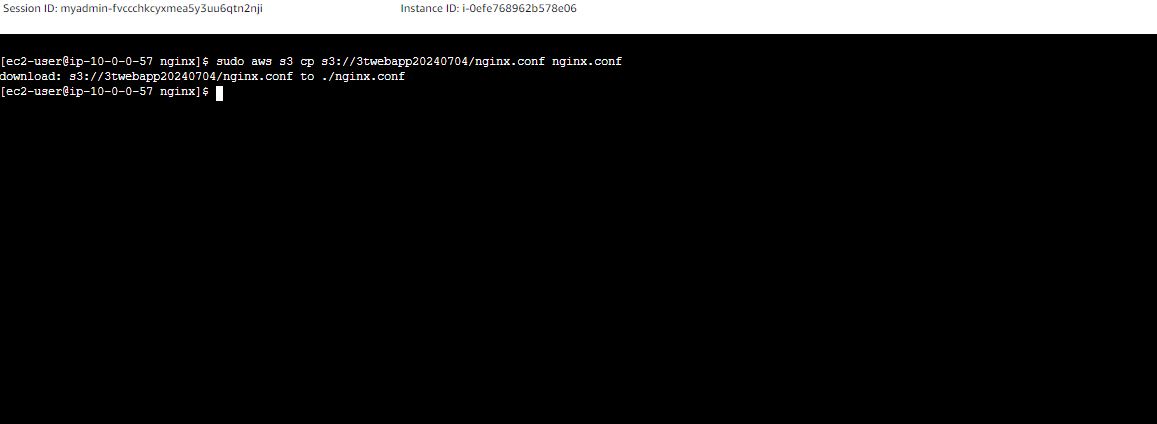 Session ID: myadmin-fvccchkcyxmea5y3uu6qtn2nji Instance ID: i-0efe768962b578e06
[ec2-user@ip-10-0-0-57 nginx]$ sudo aws s3 cp s3://3twebapp20240704/nginx.conf nginx.conf
download: s3://3twebapp20240704/nginx.conf to ./nginx.conf
[ec2-user@ip-10-0-0-57 nginx]$